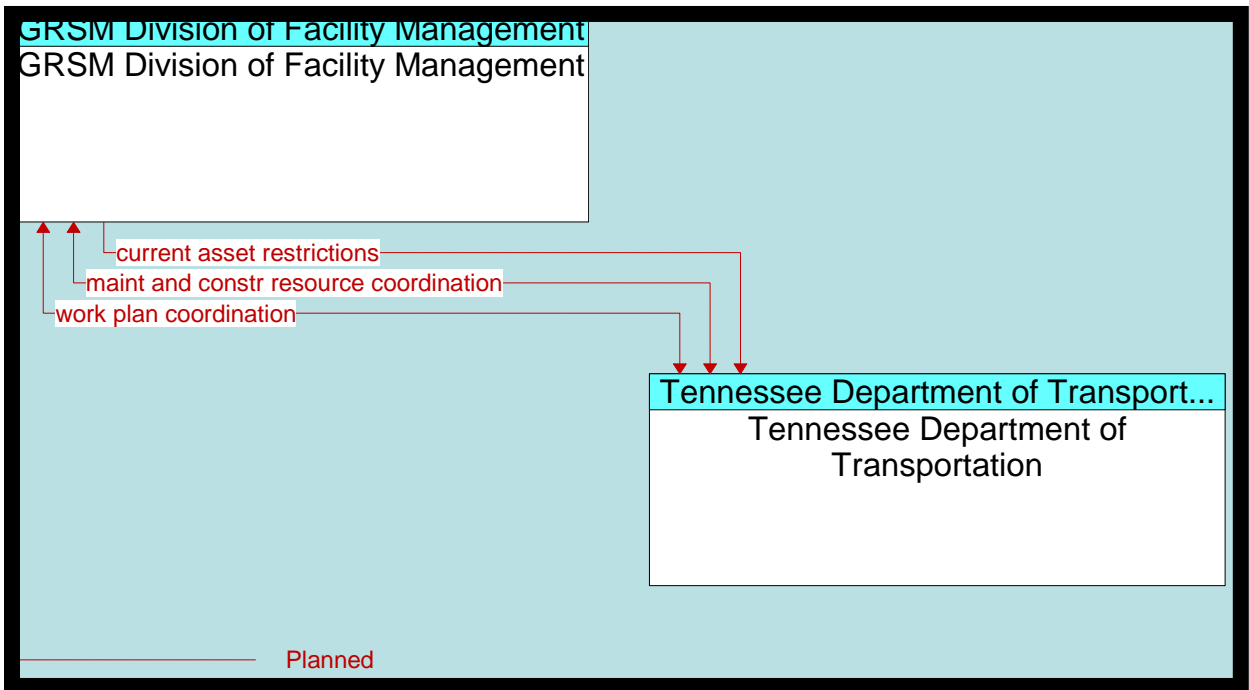 GRSM Division of Facility Management
GRSM Division of Facility Management
current asset restrictions
maint and constr resource coordination
work plan coordination
Tennessee Department of Transport...
Tennessee Department of
Transportation
Planned